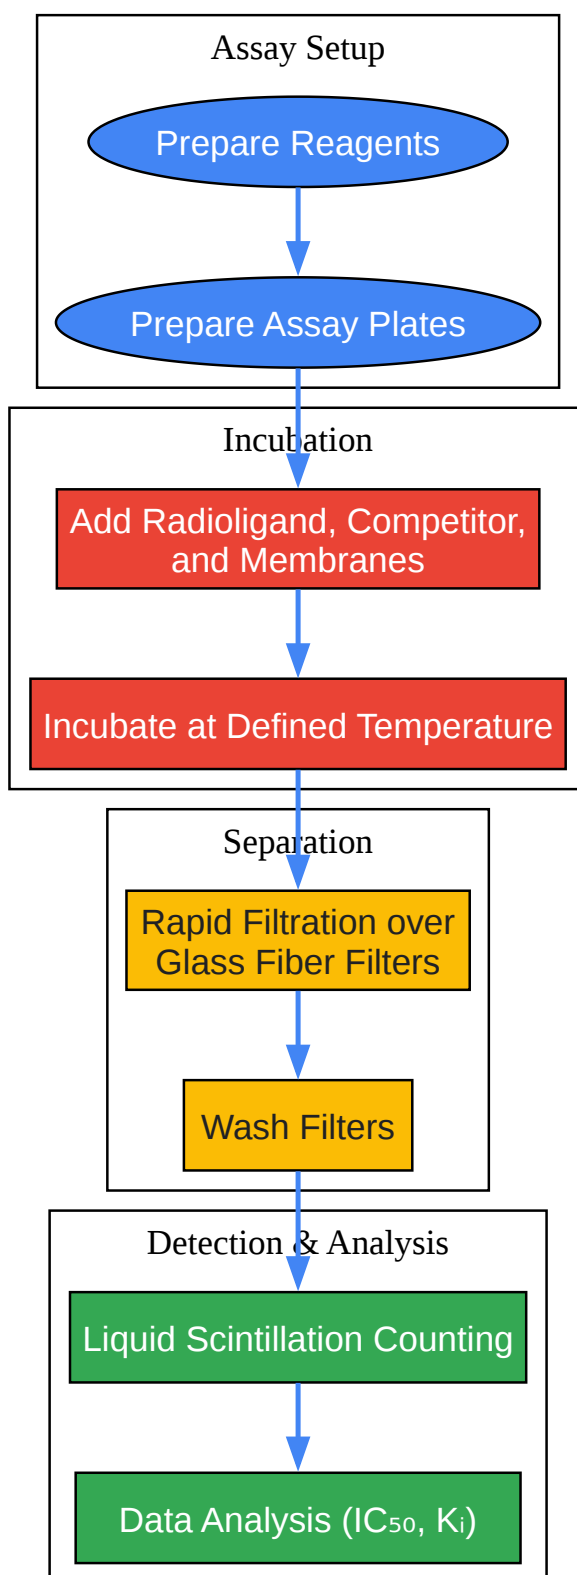 Assay Setup
Prepare Reagents
Prepare Assay Plates
Incubation
Add Radioligand, Competitor,
and Membranes
Incubate at Defined Temperature
Separation
Rapid Filtration over
Glass Fiber Filters
Wash Filters
Detection & Analysis
Liquid Scintillation Counting
Data Analysis (IC₅₀, Kᵢ)